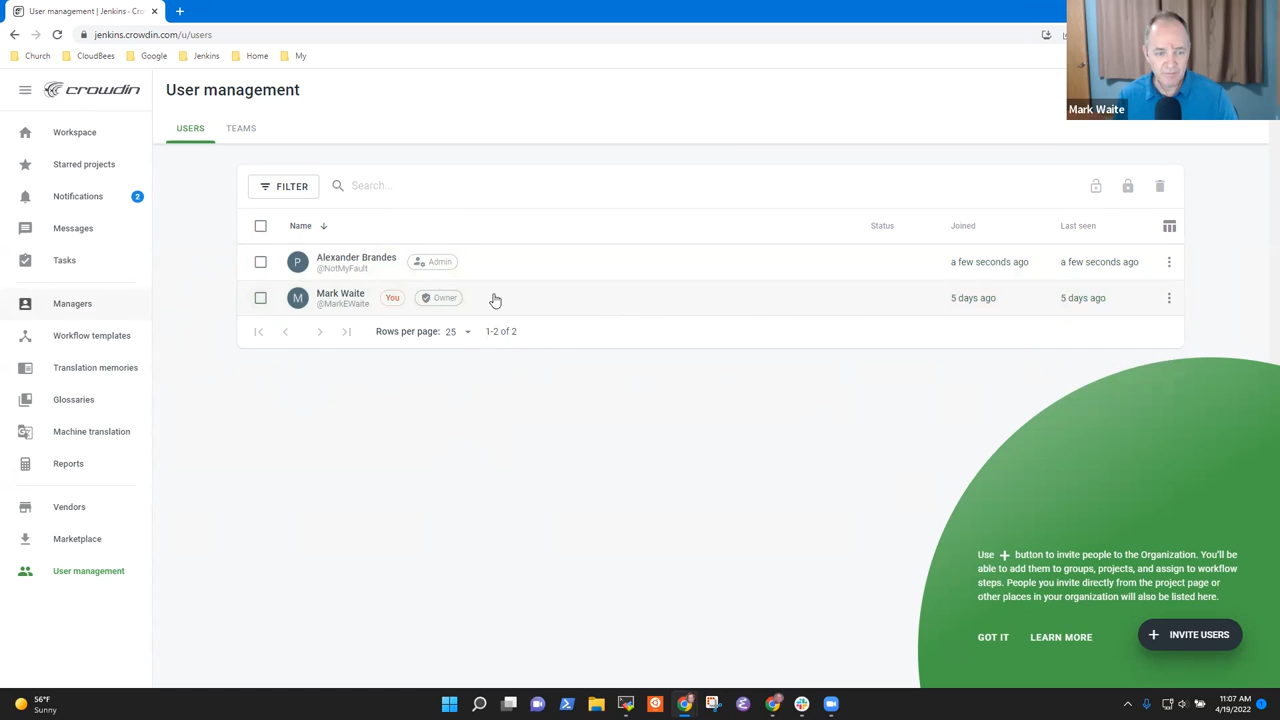 User management | Jenkins · Cro
jenkins.crowdin.com/u/users
Church
CloudBees
Google
Jenkins
Home
My
Mark Waite
crowdin
User management
USERS
TEAMS
Workspace
Starred projects
Notifications
2
Messages
Tasks
Managers
Workflow templates
Translation memories
Glossaries
Machine translation
Reports
Vendors
Marketplace
User management
FILTER
Search...
Name
Status
Joined
Last seen
P
Alexander Brandes
@NotMyFault
Admin
a few seconds ago
a few seconds ago
M
Mark Waite
@MarkEWaite
You
Owner
5 days ago
5 days ago
Rows per page: 25
1-2 of 2
Use + button to invite people to the Organization. You'll be
able to add them to groups, projects, and assign to workflow
steps. People you invite directly from the project page or
other places in your organization will also be listed here.
GOT IT
LEARN MORE
INVITE USERS
56°F
Sunny
11:07 AM
4/19/2022